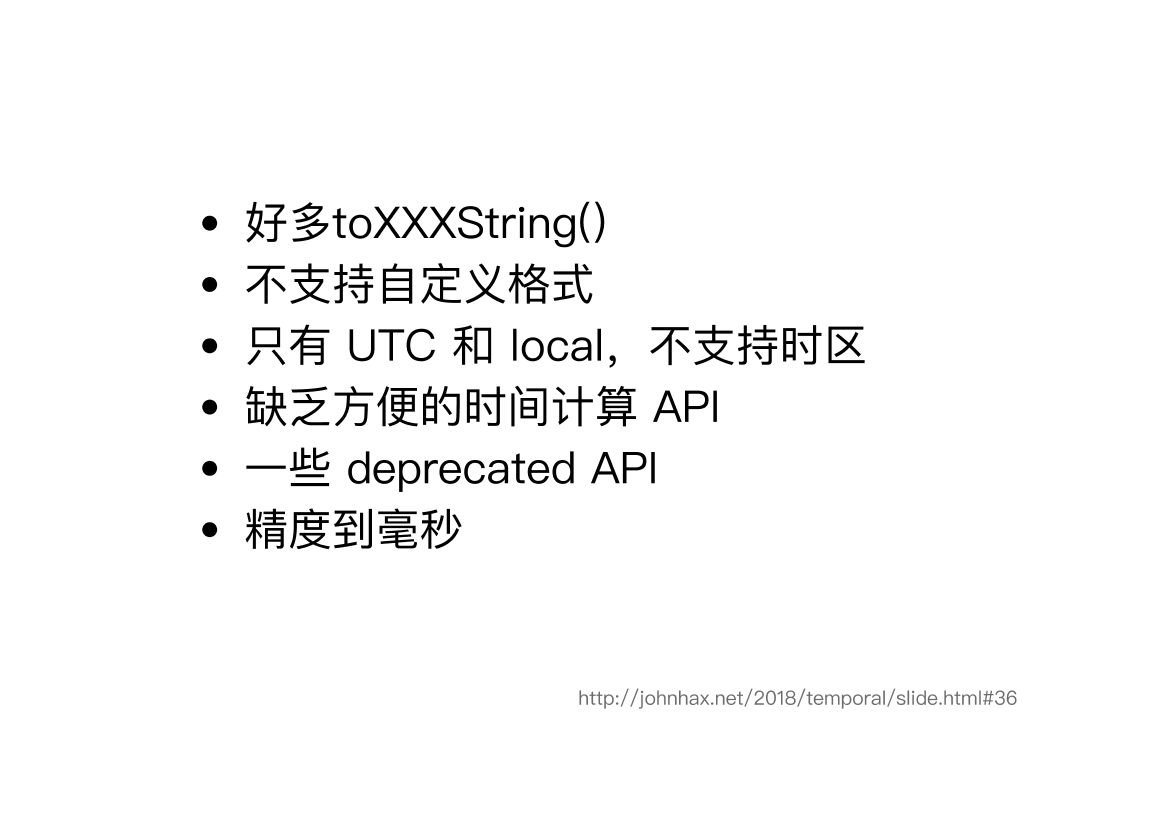 • 好多toXXXString()
• 不支持自定义格式
• 只有 UTC 和 local，不支持时区
• 缺乏方便的时间计算 API
• 一些 deprecated API
• 精度到毫秒
http://johnhax.net/2018/temporal/slide.html#36